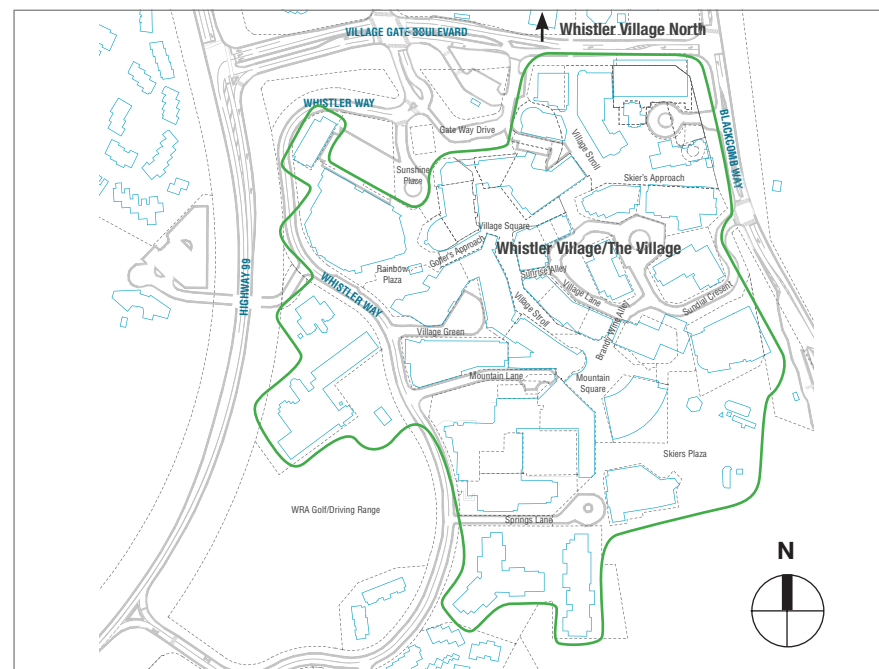 Whistler Village North
VILLAGE GATE BOULEVARD
WHISTLER WAY
Gate Way Drive
BLACKCOMB WAY
Village Stroll
Sunshine
Place
Skier's Approach
Village Square
Whistler Village/The Village
Golfer's Approach
Rainbow
Plaza
Sunrise Alley
Village Lane
HIGHWAY 99
WHISTLER WAY
Sundial Cresent
Village Stroll
Brandy Wine Alley
Village Green
Mountain Lane
Mountain
Square
Skiers Plaza
WRA Golf/Driving Range
Springs Lane
N